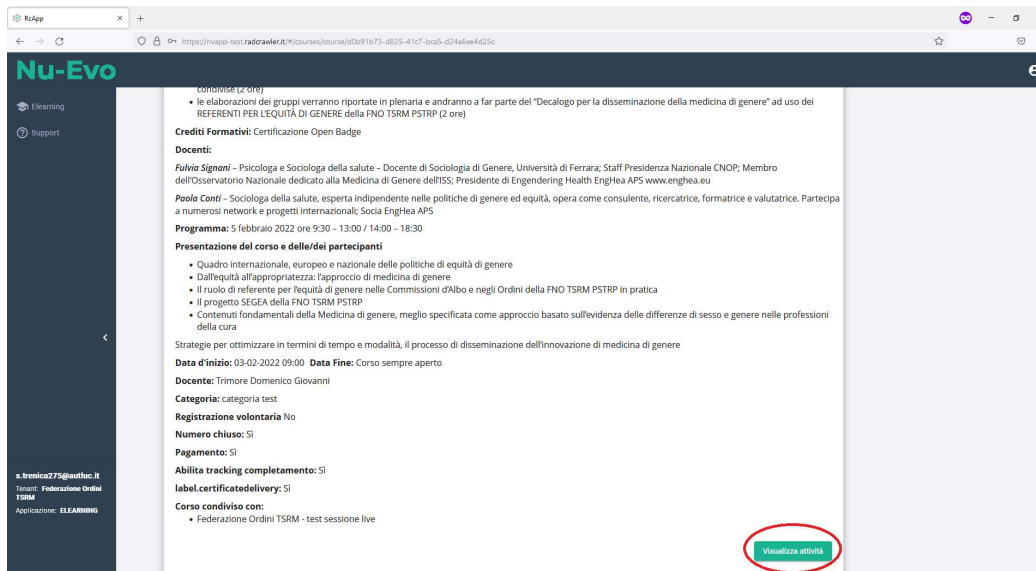 RcApp
https://nvapp-test.radcrawler.it/#/courses/course/d0b91b73-d825-41c7-bca5-d24a6ee4d25c
Nu-Evo
e
Elearning
Support
condivise (2 ore)
• le elaborazioni dei gruppi verranno riportate in plenaria e andranno a far parte del "Decalogo per la disseminazione della medicina di genere" ad uso dei
REFERENTI PER L'EQUITÀ DI GENERE della FNO TSRM PSTRP (2 ore)
Crediti Formativi: Certificazione Open Badge
Docenti:
Fulvia Signani – Psicologa e Sociologa della salute – Docente di Sociologia di Genere, Università di Ferrara; Staff Presidenza Nazionale CNOP; Membro
dell'Osservatorio Nazionale dedicato alla Medicina di Genere dell'ISS; Presidente di Engendering Health EngHea APS www.enghea.eu
Paola Conti – Sociologa della salute, esperta indipendente nelle politiche di genere ed equità, opera come consulente, ricercatrice, formatrice e valutatrice. Partecipa
a numerosi network e progetti internazionali; Socia EngHea APS
Programma: 5 febbraio 2022 ore 9:30 – 13:00 / 14:00 – 18:30
Presentazione del corso e delle/dei partecipanti
• Quadro internazionale, europeo e nazionale delle politiche di equità di genere
• Dall'equità all'appropriatezza: l'approccio di medicina di genere
• Il ruolo di referente per l'equità di genere nelle Commissioni d'Albo e negli Ordini della FNO TSRM PSTRP in pratica
• Il progetto SEGEA della FNO TSRM PSTRP
• Contenuti fondamentali della Medicina di genere, meglio specificata come approccio basato sull'evidenza delle differenze di sesso e genere nelle professioni
della cura
Strategie per ottimizzare in termini di tempo e modalità, il processo di disseminazione dell'innovazione di medicina di genere
Data d'inizio: 03-02-2022 09:00 Data Fine: Corso sempre aperto
Docente: Trimore Domenico Giovanni
Categoria: categoria test
Registrazione volontaria No
Numero chiuso: Sì
Pagamento: Sì
Abilita tracking completamento: Sì
label.certificatedelivery: Sì
Corso condiviso con:
• Federazione Ordini TSRM - test sessione live
s.trenica275@autluc.it
Tenant: Federazione Ordini
TSRM
Applicazione: ELEARNING
Visualizza attività